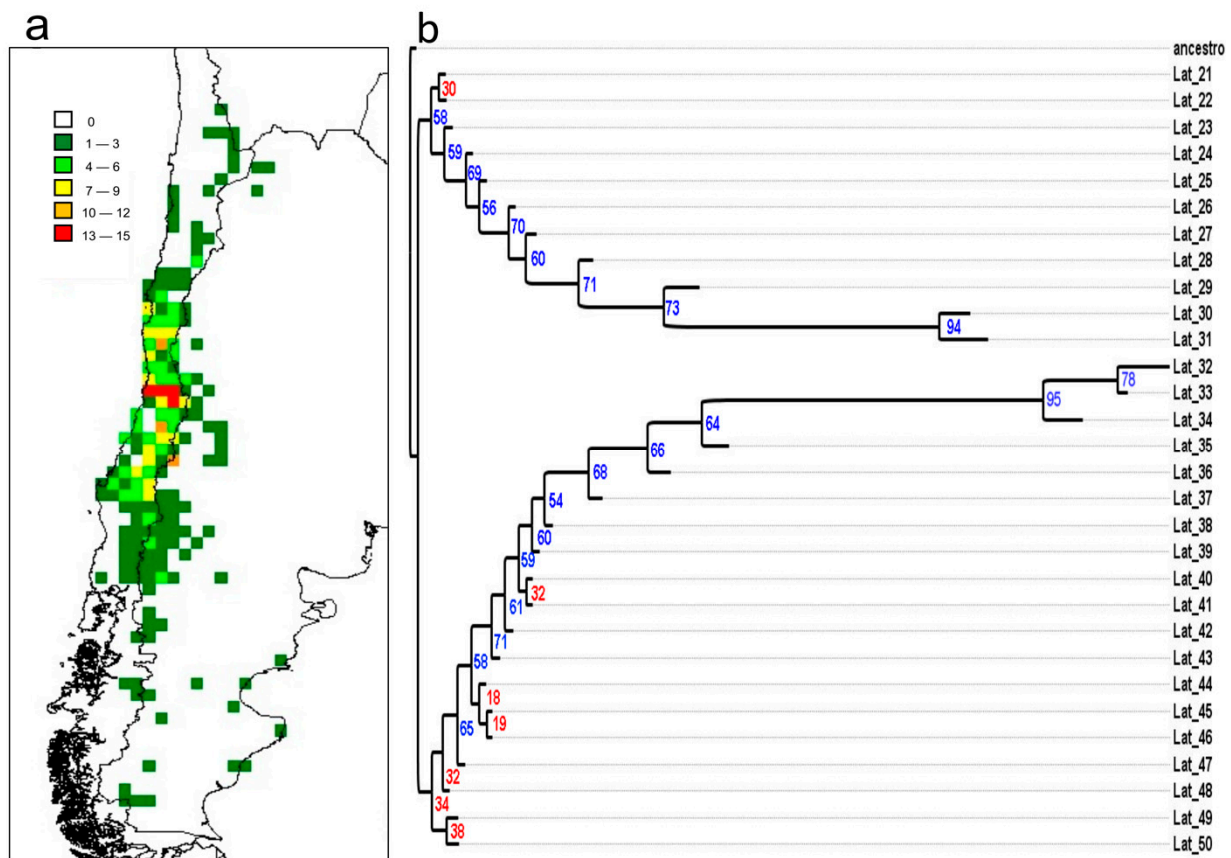 a
0
1 — 3
4 — 6
7 — 9
10 — 12
13 — 15
b
ancestro
Lat_21
30
Lat_22
58
Lat_23
59
Lat_24
69
Lat_25
56
Lat_26
70
Lat_27
60
Lat_28
71
Lat_29
73
Lat_30
94
Lat_31
Lat_32
78
Lat_33
95
Lat_34
64
Lat_35
66
Lat_36
68
Lat_37
54
Lat_38
60
Lat_39
59
Lat_40
32
Lat_41
61
Lat_42
71
Lat_43
58
Lat_44
18
Lat_45
19
65
Lat_46
Lat_47
32
Lat_48
34
Lat_49
38
Lat_50